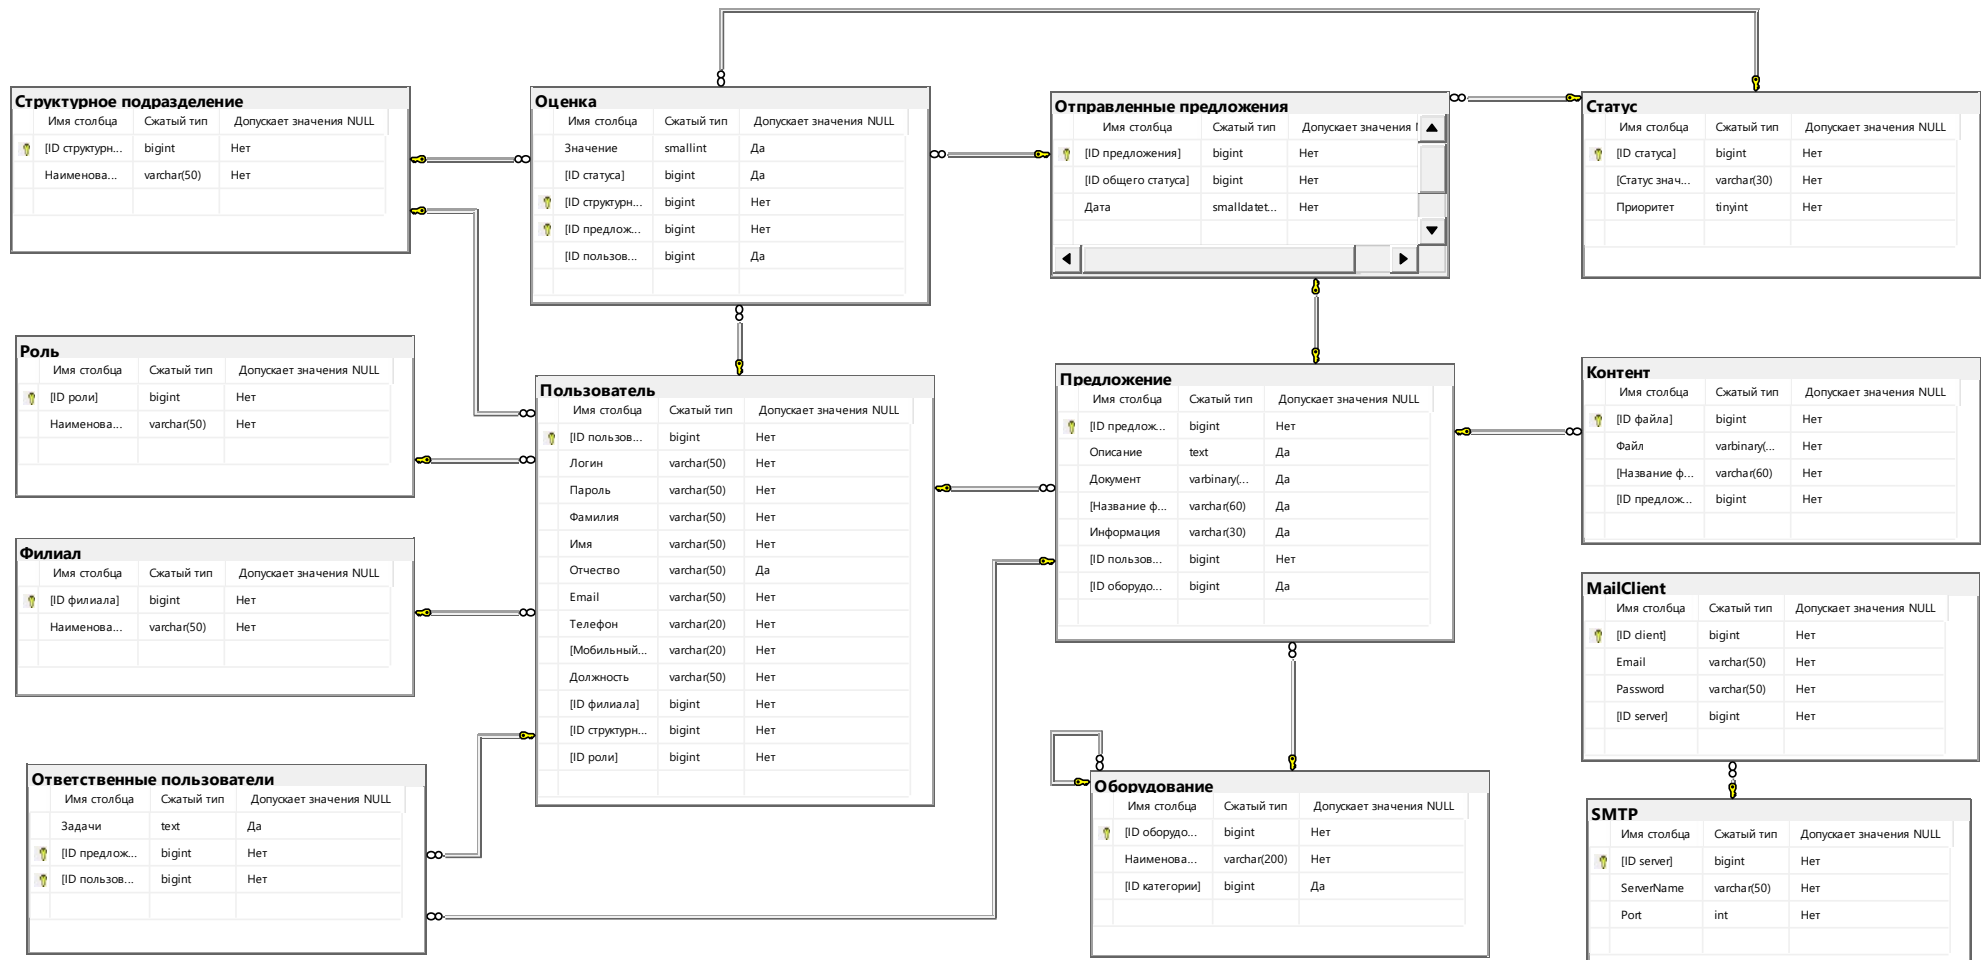 Структурное подразделение
Имя столбца Сжатый тип Допускает значения NULL
[ID структурн... bigint Нет
Наименова... varchar(50) Нет
Оценка
Имя столбца Сжатый тип Допускает значения NULL
Значение smallint Да
[ID статуса] bigint Да
[ID структурн... bigint Нет
[ID предлож... bigint Нет
[ID пользов... bigint Да
Отправленные предложения
Имя столбца Сжатый тип Допускает значения
[ID предложения] bigint Нет
[ID общего статуса] bigint Нет
Дата smalldatet... Нет
Статус
Имя столбца Сжатый тип Допускает значения NULL
[ID статуса] bigint Нет
[Статус знач... varchar(30) Нет
Приоритет tinyint Нет
Роль
Имя столбца Сжатый тип Допускает значения NULL
[ID роли] bigint Нет
Наименова... varchar(50) Нет
Пользователь
Имя столбца Сжатый тип Допускает значения NULL
[ID пользов... bigint Нет
Логин varchar(50) Нет
Пароль varchar(50) Нет
Фамилия varchar(50) Нет
Имя varchar(50) Нет
Отчество varchar(50) Да
Email varchar(50) Нет
Телефон varchar(20) Нет
[Мобильный... varchar(20) Нет
Должность varchar(50) Нет
[ID филиала] bigint Нет
[ID структурн... bigint Нет
[ID роли] bigint Нет
Предложение
Имя столбца Сжатый тип Допускает значения NULL
[ID предлож... bigint Нет
Описание text Да
Документ varbinary(... Да
[Название ф... varchar(60) Да
Информация varchar(30) Да
[ID пользов... bigint Нет
[ID оборудо... bigint Да
Контент
Имя столбца Сжатый тип Допускает значения NULL
[ID файла] bigint Нет
Файл varbinary(... Нет
[Название ф... varchar(60) Нет
[ID предлож... bigint Нет
Филиал
Имя столбца Сжатый тип Допускает значения NULL
[ID филиала] bigint Нет
Наименова... varchar(50) Нет
MailClient
Имя столбца Сжатый тип Допускает значения NULL
[ID client] bigint Нет
Email varchar(50) Нет
Password varchar(50) Нет
[ID server] bigint Нет
Ответственные пользователи
Имя столбца Сжатый тип Допускает значения NULL
Задачи text Да
[ID предлож... bigint Нет
[ID пользов... bigint Нет
Оборудование
Имя столбца Сжатый тип Допускает значения NULL
[ID оборудо... bigint Нет
Наименова... varchar(200) Нет
[ID категории] bigint Да
SMTP
Имя столбца Сжатый тип Допускает значения NULL
[ID server] bigint Нет
ServerName varchar(50) Нет
Port int Нет